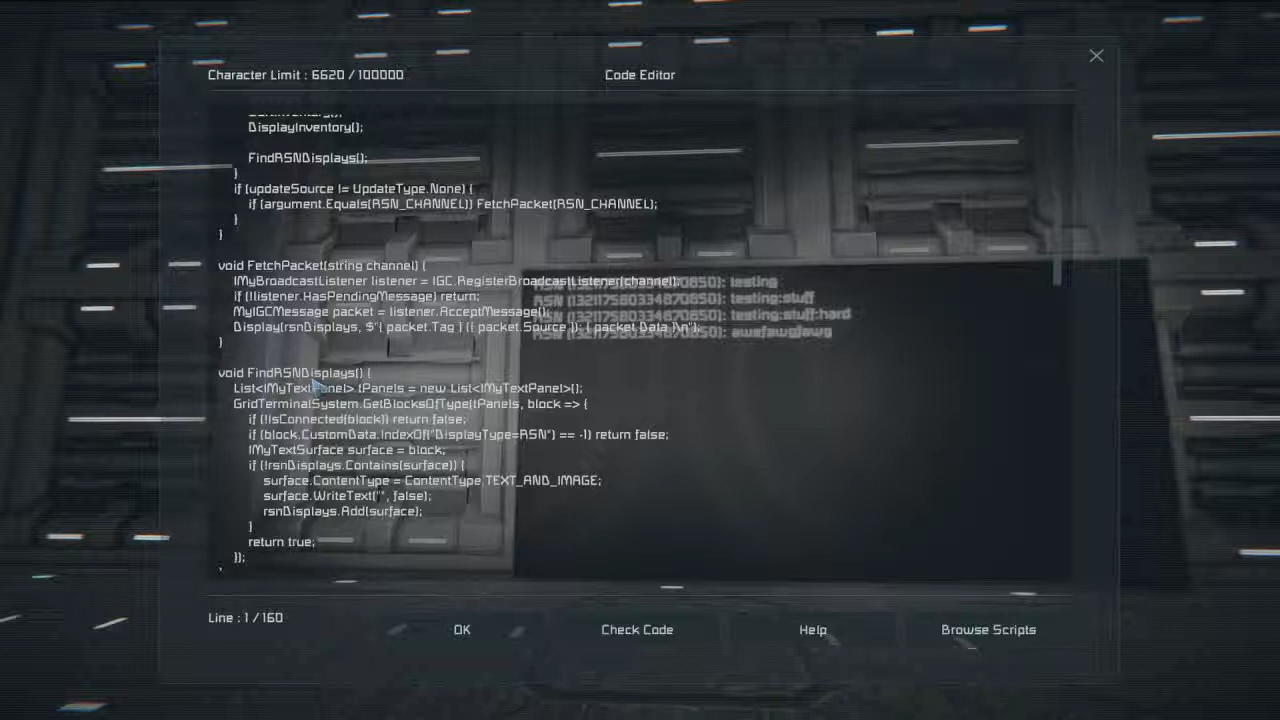 Character Limit : 6620 / 100000
Code Editor
DisplayInventory();
FindRSNDisplays();
}
if (updateSource != UpdateType.None) {
if (argument.Equals(RSN_CHANNEL)) FetchPacket(RSN_CHANNEL);
}
}
void FetchPacket(string channel) {
IMyBroadcastListener listener = IGC.RegisterBroadcastListener(channel);
if (!listener.HasPendingMessage) return;
MyIGCMessage packet = listener.AcceptMessage();
Display(rsnDisplays, $"{ packet.Tag } ({ packet.Source }): { packet.Data }\n");
}
void FindRSNDisplays() {
List<IMyTextPanel> tPanels = new List<IMyTextPanel>();
GridTerminalSystem.GetBlocksOfType(tPanels, block => {
if (!isConnected(block)) return false;
if (block.CustomData.IndexOf("DisplayType=RSN") == -1) return false;
IMyTextSurface surface = block;
if (!rsnDisplays.Contains(surface)) {
surface.ContentType = ContentType.TEXT_AND_IMAGE;
surface.WriteText("", false);
rsnDisplays.Add(surface);
}
return true;
});
testing
RSN (132117580334870850): testing:stuff
RSN (132117580334870850): testing:stuff:hard
RSN (132117580334870850): awefawgfawg
Line : 1 / 160
OK
Check Code
Help
Browse Scripts